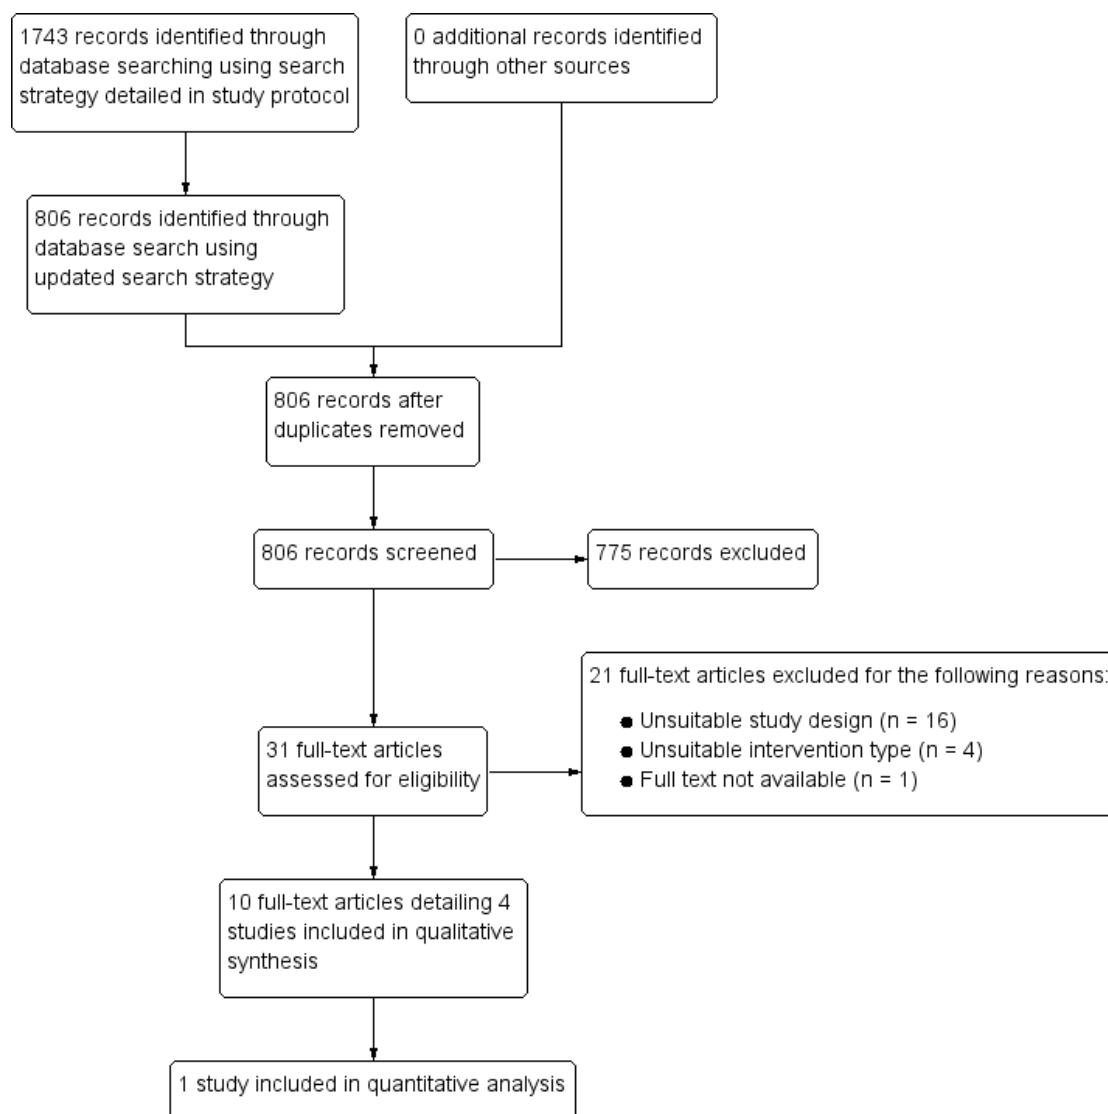 1743 records identified through
database searching using search
strategy detailed in study protocol
0 additional records identified
through other sources
806 records identified through
database search using
updated search strategy
806 records after
duplicates removed
806 records screened
775 records excluded
21 full-text articles excluded for the following reasons:
● Unsuitable study design (n = 16)
● Unsuitable intervention type (n = 4)
● Full text not available (n = 1)
31 full-text articles
assessed for eligibility
10 full-text articles detailing 4
studies included in qualitative
synthesis
1 study included in quantitative analysis